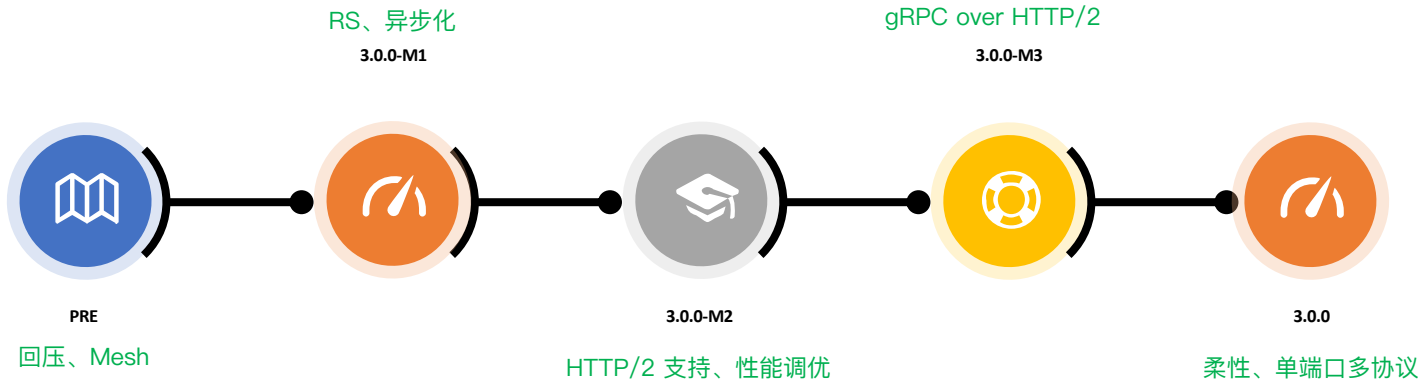 RS、异步化
3.0.0-M1
gRPC over HTTP/2
3.0.0-M3
PRE
回压、Mesh
3.0.0-M2
HTTP/2 支持、性能调优
3.0.0
柔性、单端口多协议